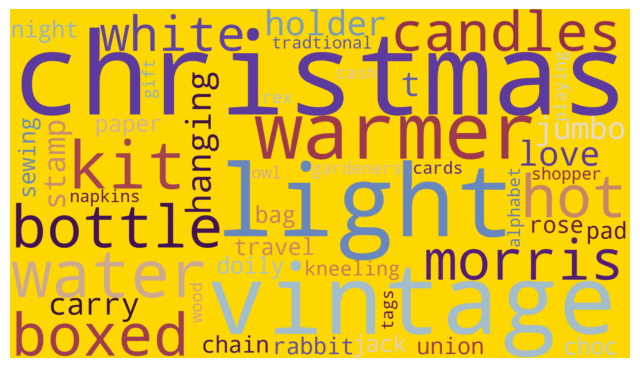 night white holder candles
tradtional
christmas
gift cash t playing
rex
sewing stamp paper hanging warmer jumbo
kit love
owl gardeners cards shopper
napkins light alphabet hot
bottle bag rose pad
travel morris
water doily kneeling
carry wood vintage tags
boxed chain rabbit jack union choc